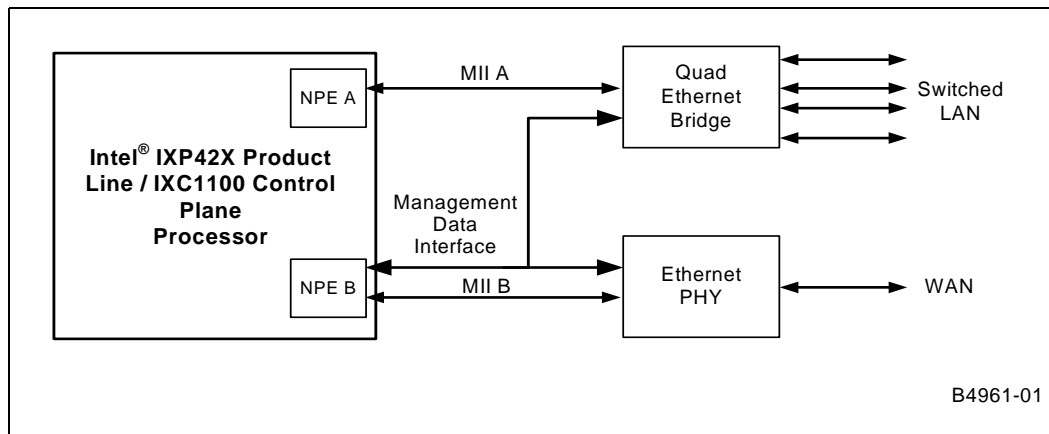 NPE A
MII A
Quad
Ethernet
Bridge
Switched
LAN
Intel® IXP42X Product
Line / IXC1100 Control
Plane
Processor
Management
Data
Interface
NPE B
MII B
Ethernet
PHY
WAN
B4961-01